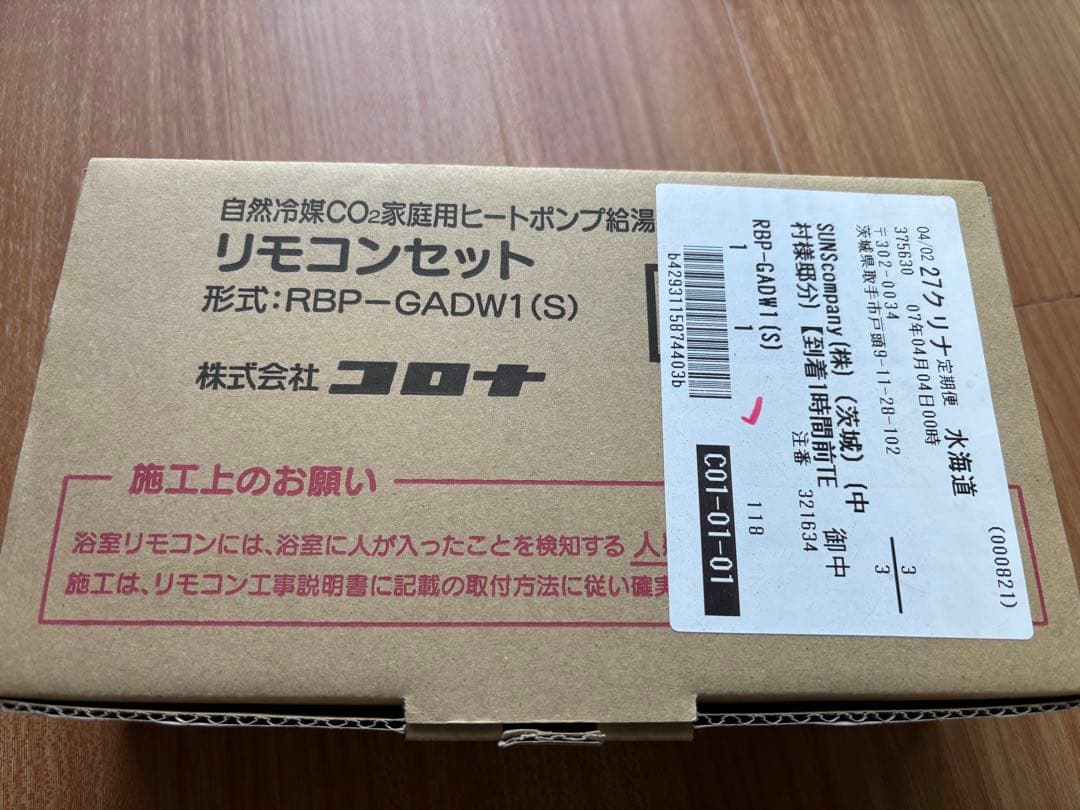 自然冷媒CO₂家庭用ヒートポンプ給湯
リモコンセット
形式:RBP-GADW1(S)
株式会社 コロナ
施工上のお願い
浴室リモコンには、浴室に人が入ったことを検知する 人
施工は、リモコン工事説明書に記載の取付方法に従い確実
(000821)
04/02 27クリナ定期便 水海道
375630 07年04月04日00時
〒302-0034
茨城県取手市戸頭9-11-28-102
3
3
SUNScompany(株)(茨城)(中 御中
村様邸分)【到着1時間前TE
注番 321634
RBP-GADW1(S)
1 1 118
b4293115874403b
C01-01-01